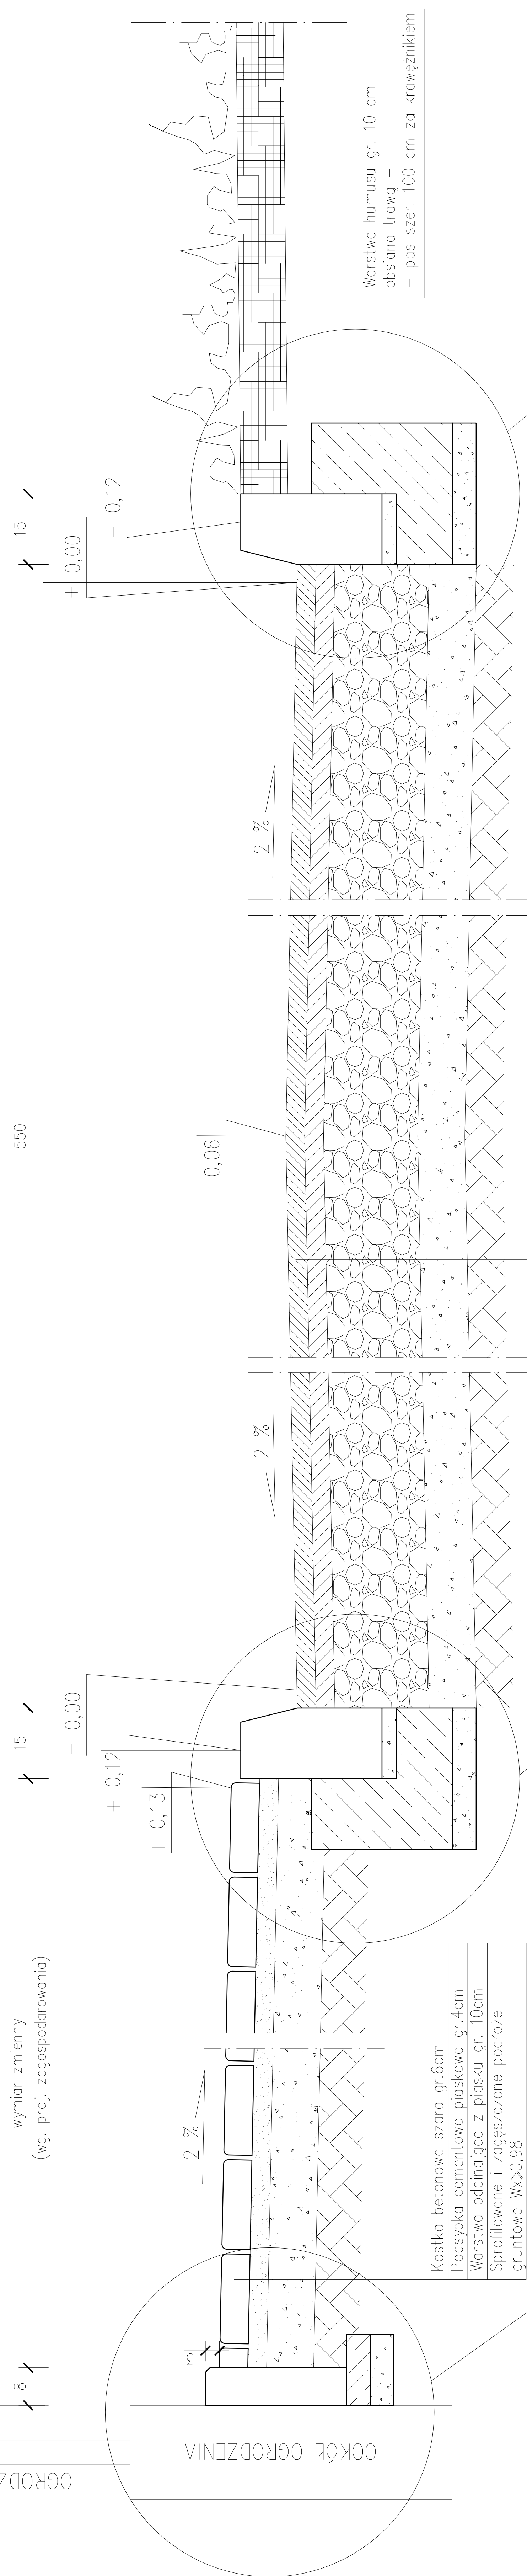 OGRODZ
8
wymiar zmienny
(wg. proj. zagospodarowania)
15
550
15
± 0,00
+ 0,12
+ 0,13
+ 0,06
± 0,00
+ 0,12
2 %
2 %
2 %
3
COKÓŁ OGRODZENIA
Kostka betonowa szara gr.6cm
Podsypka cementowo piaskowa gr.4cm
Warstwa odcinająca z piasku gr. 10cm
Sprofilowane i zagęszczone podłoże
gruntowe Wx≥0,98
Warstwa humusu gr. 10 cm
obsiana trawą –
– pas szer. 100 cm za krawężnikiem